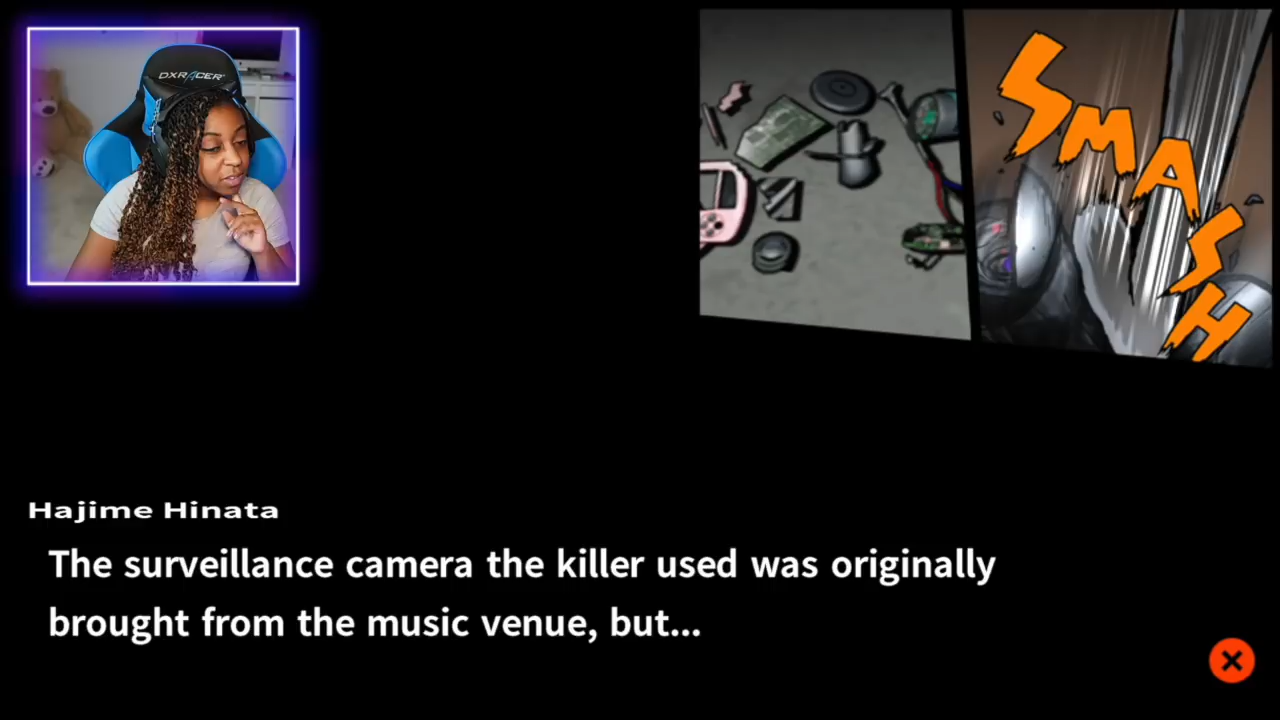 DXRACER
SMASH
Hajime Hinata
The surveillance camera the killer used was originally
brought from the music venue, but...